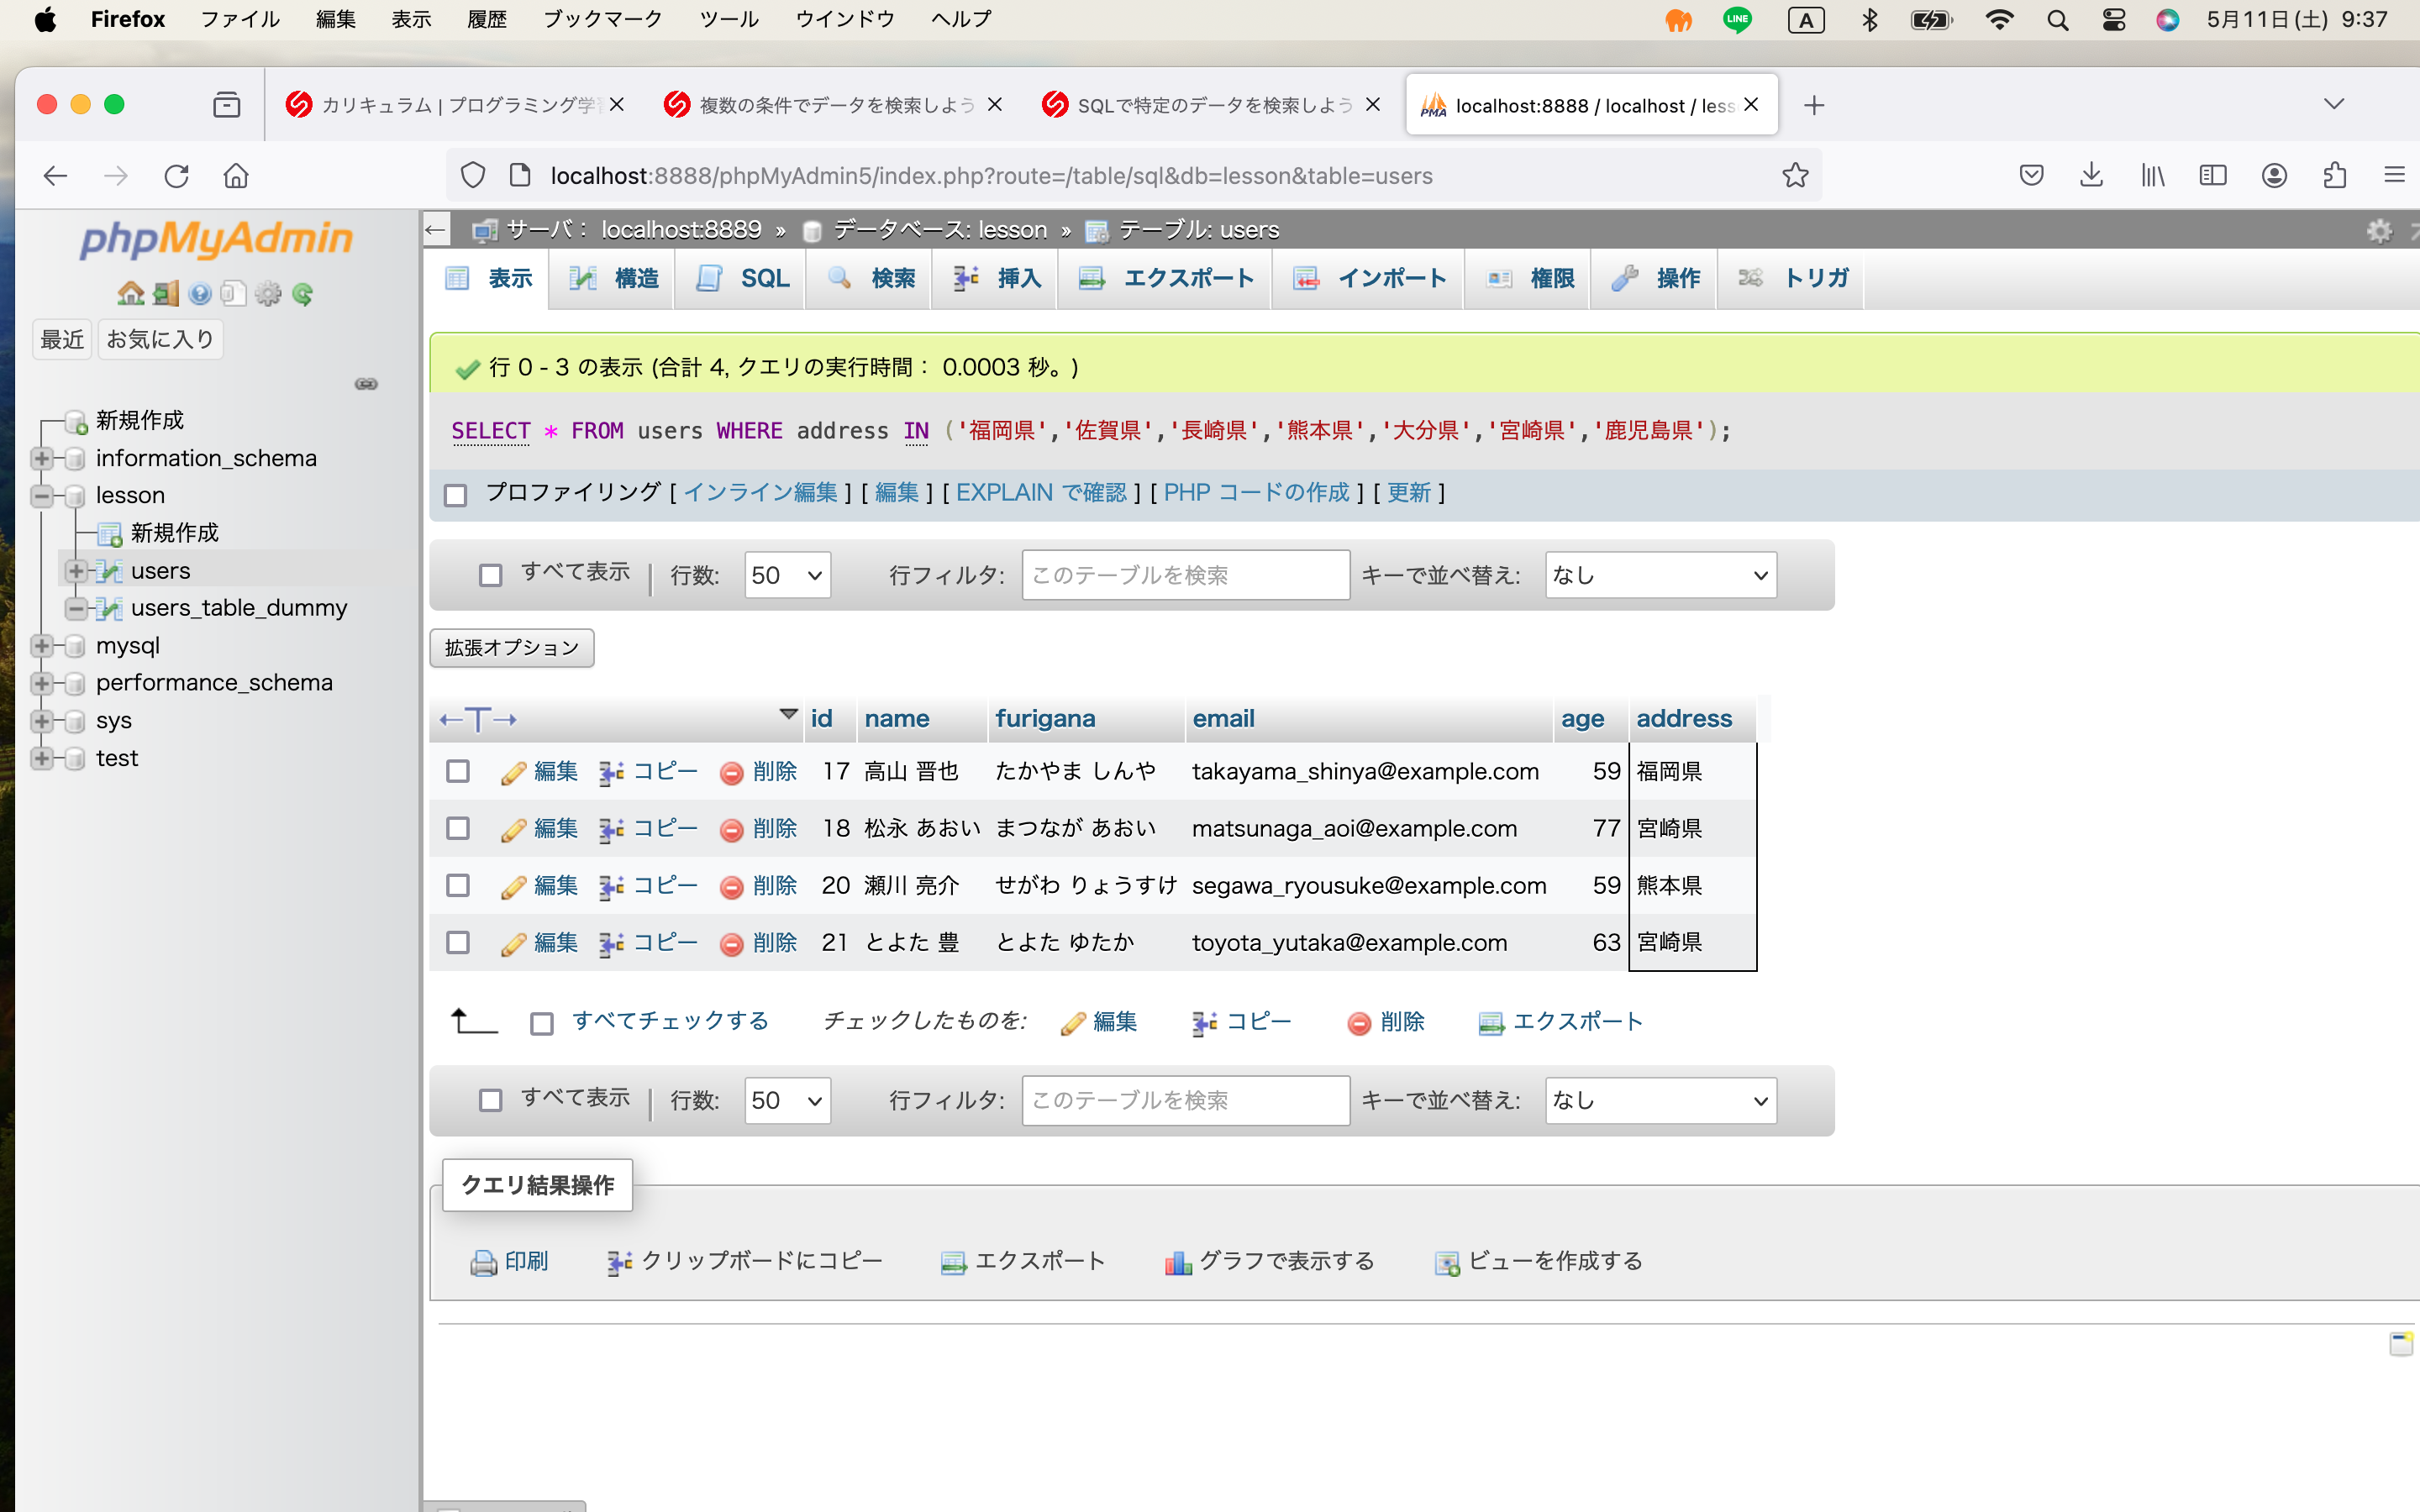 Firefox ファイル 編集 表示 履歴 ブックマーク ツール ウインドウ ヘルプ LINE A 5月11日(土) 9:37
カリキュラム | プログラミング学 複数の条件でデータを検索しよう SQLで特定のデータを検索しよう PMA localhost:8888 / localhost / less
localhost:8888/phpMyAdmin5/index.php?route=/table/sql&db=lesson&table=users
phpMyAdmin
最近 お気に入り
新規作成
information_schema
lesson
新規作成
users
users_table_dummy
mysql
performance_schema
sys
test
サーバ: localhost:8889 » データベース: lesson » テーブル: users
表示 構造 SQL 検索 挿入 エクスポート インポート 権限 操作 トリガ
行 0 - 3 の表示 (合計 4, クエリの実行時間: 0.0003 秒。)
SELECT * FROM users WHERE address IN ('福岡県','佐賀県','長崎県','熊本県','大分県','宮崎県','鹿児島県');
プロファイリング [ インライン編集 ] [ 編集 ] [ EXPLAIN で確認 ] [ PHP コードの作成 ] [ 更新 ]
すべて表示 | 行数: 50 行フィルタ: このテーブルを検索 キーで並べ替え: なし
拡張オプション
←T→ id name furigana email age address
編集 コピー 削除 17 高山 晋也 たかやま しんや takayama_shinya@example.com 59 福岡県
編集 コピー 削除 18 松永 あおい まつなが あおい matsunaga_aoi@example.com 77 宮崎県
編集 コピー 削除 20 瀬川 亮介 せがわ りょうすけ segawa_ryousuke@example.com 59 熊本県
編集 コピー 削除 21 とよた 豊 とよた ゆたか toyota_yutaka@example.com 63 宮崎県
すべてチェックする チェックしたものを: 編集 コピー 削除 エクスポート
すべて表示 | 行数: 50 行フィルタ: このテーブルを検索 キーで並べ替え: なし
クエリ結果操作
印刷 クリップボードにコピー エクスポート グラフで表示する ビューを作成する